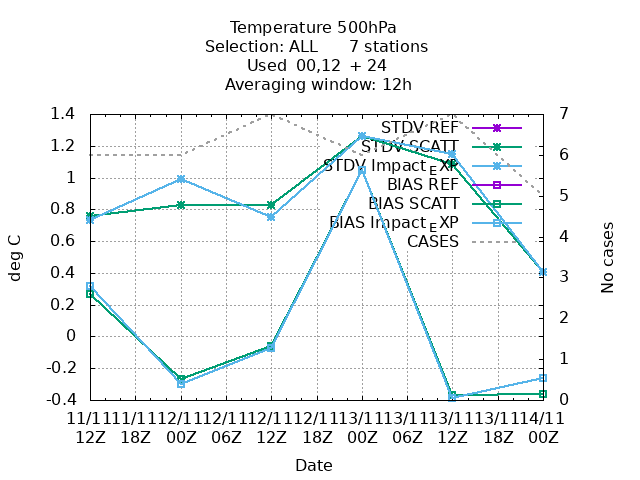 Temperature 500hPa
Selection: ALL 7 stations
Used 00,12 + 24
Averaging window: 12h
1.4
1.2
1
0.8
0.6
0.4
0.2
0
-0.2
-0.4
deg C
7
6
5
4
3
2
1
0
No cases
STDV REF
STDV SCATT
STDV Impact_EXP
BIAS REF
BIAS SCATT
BIAS Impact_EXP
CASES
11/11 11/11 12/11 12/11 12/11 12/11 13/11 13/11 13/11 13/11 14/11
12Z 18Z 00Z 06Z 12Z 18Z 00Z 06Z 12Z 18Z 00Z
Date